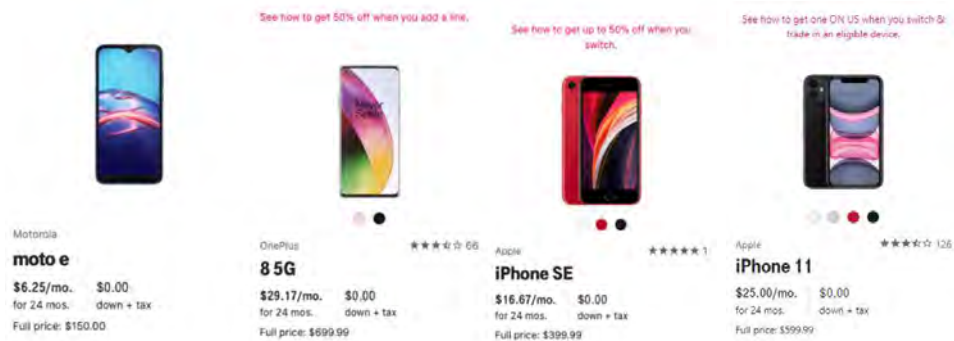 Motorola
moto e
$6.25/mo. $0.00
for 24 mos. down + tax
Full price: $150.00
See how to get 50% off when you add a line.
Never
Settle
OnePlus 66
8 5G
$29.17/mo. $0.00
for 24 mos. down + tax
Full price: $699.99
See how to get up to 50% off when you
switch.
Apple 1
iPhone SE
$16.67/mo. $0.00
for 24 mos. down + tax
Full price: $399.99
See how to get one ON US when you switch &
trade in an eligible device.
Apple 126
iPhone 11
$25.00/mo. $0.00
for 24 mos. down + tax
Full price: $599.99